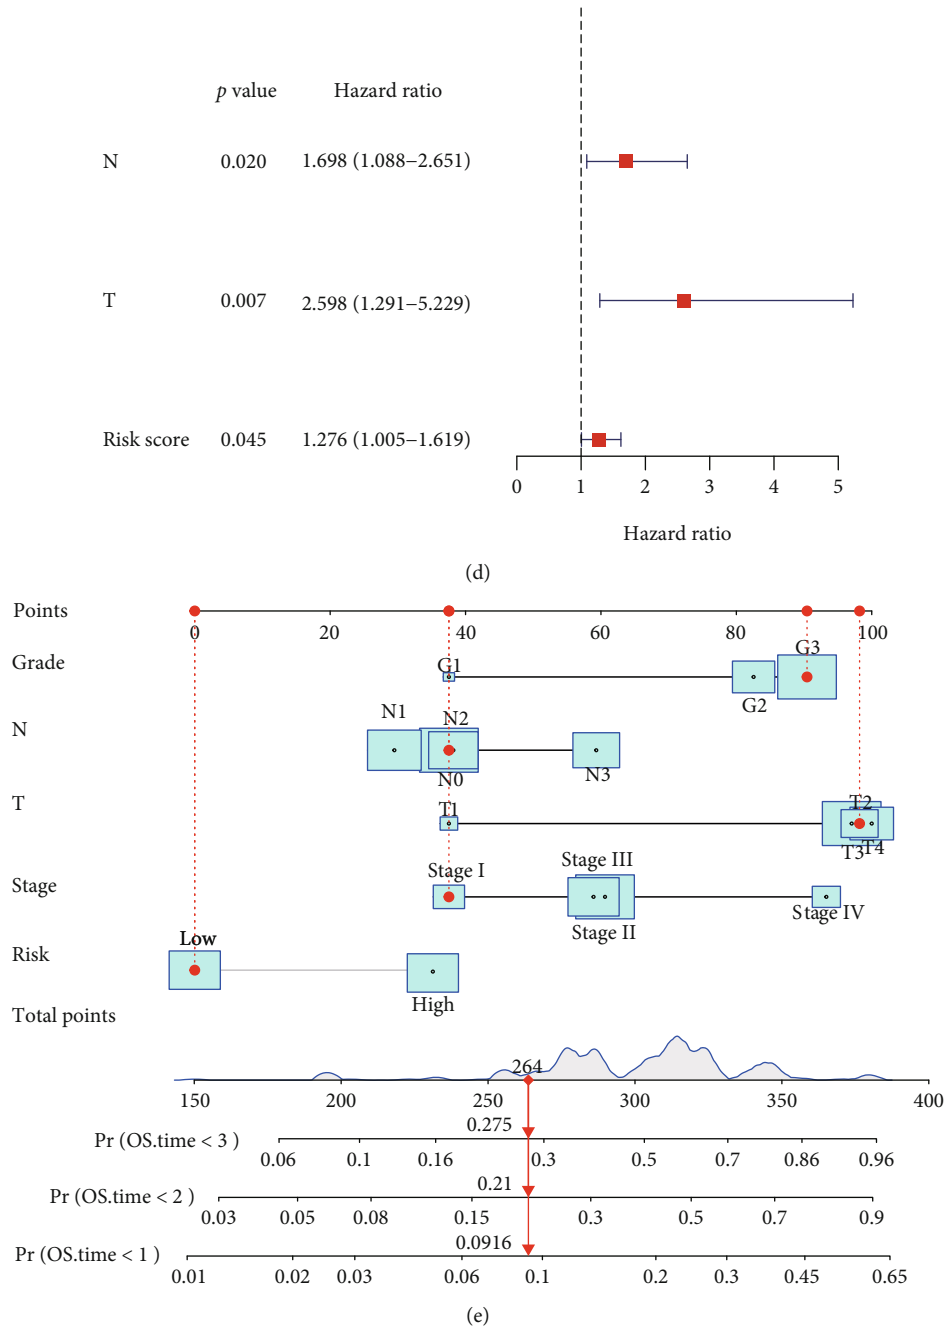 p value Hazard ratio
N 0.020 1.698 (1.088−2.651)
T 0.007 2.598 (1.291−5.229)
Risk score 0.045 1.276 (1.005−1.619)
0 1 2 3 4 5
Hazard ratio
(d)
Points
0 20 40 60 80 100
Grade
G1 G3
G2
N
N1 N2
N0 N3
T
T1 T2
T3 T4
Stage
Stage I Stage III
Stage II Stage IV
Risk
Low
High
Total points
264
150 200 250 300 350 400
0.275
Pr (OS.time < 3)
0.06 0.1 0.16 0.3 0.5 0.7 0.86 0.96
0.21
Pr (OS.time < 2 )
0.03 0.05 0.08 0.15 0.3 0.5 0.7 0.9
0.0916
Pr (OS.time < 1 )
0.01 0.02 0.03 0.06 0.1 0.2 0.3 0.45 0.65
(e)